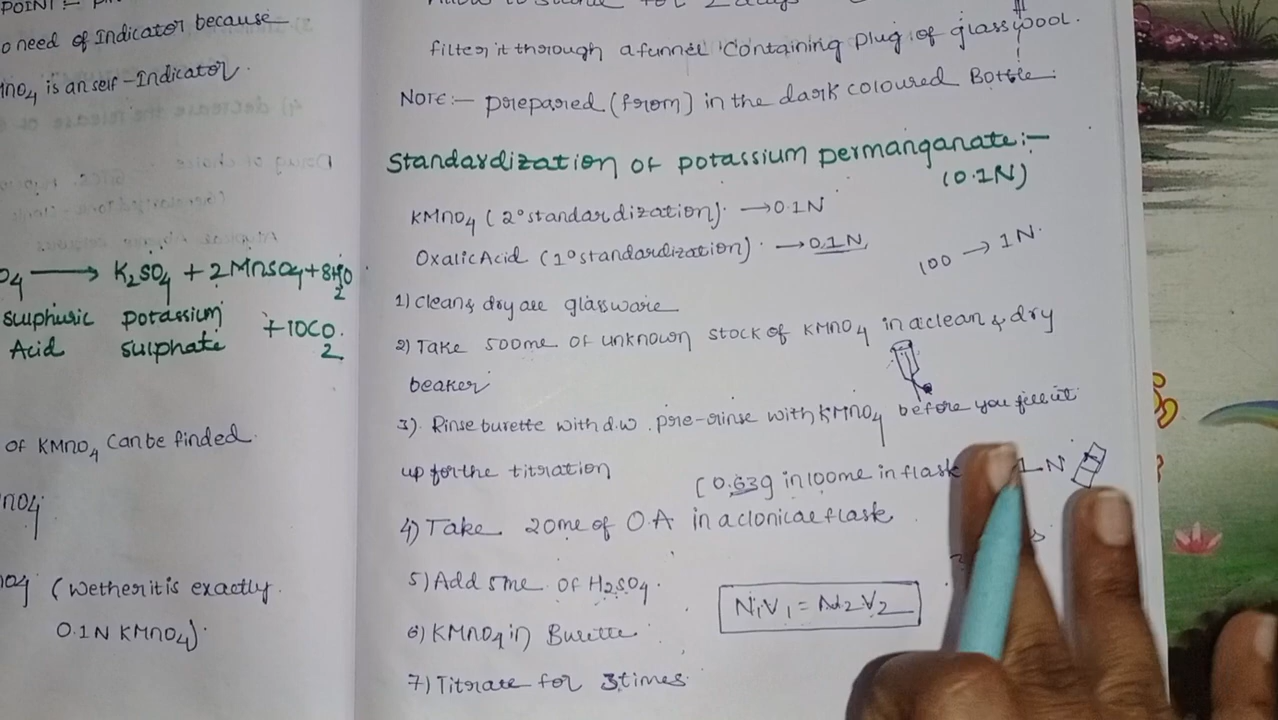 POINT :-
o need of Indicator because
mno4 is an self-Indicator.
O4 ⟶ K2SO4 + 2MnSO4 + 8H2O
sulphuric potassium + 10CO2
Acid sulphate
OF KMnO4 Can be finded.
nO4
nO4 (Wether it is exactly
0.1N KMnO4).
filter, it through a funnel Containing plug of glasswool.
NOTE :- prepared (from) in the dark coloured Bottle.
Standardization of potassium permanganate :-
(0.1N)
KMnO4 (2° standardization). → 0.1N
Oxalic Acid (1° standardization). → 0.1N,
100 → 1N.
1) Clean & dry all glassware
2) Take 500ml of unknown stock of KMnO4 in a clean & dry
beaker
3) Rinse burette with d.w. pre-rinse with KMnO4 before you fill it
up for the titration
[0.63g in 100ml in flask 1N
4) Take 20ml of O.A in a clonical flask
5) Add 5ml of H2SO4.
N1V1 = N2V2
6) KMnO4 in Burette
7) Titrate for 3 times.